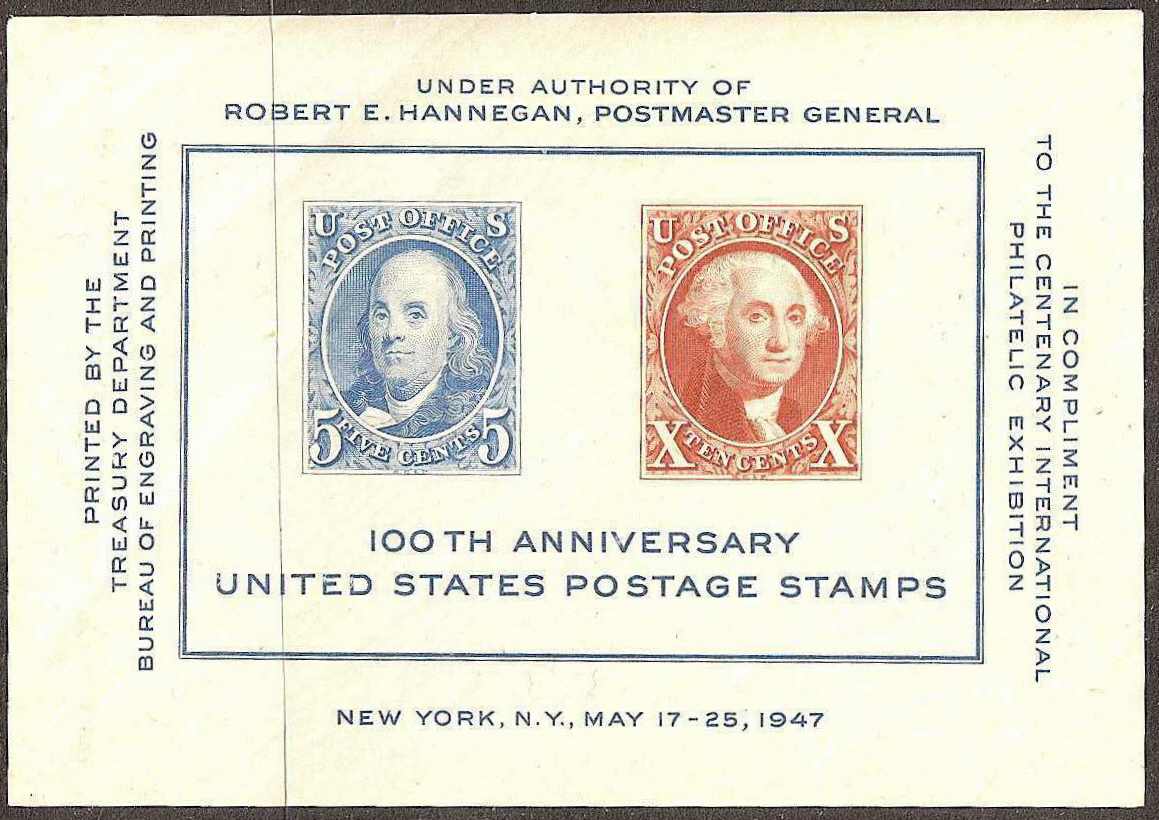 UNDER AUTHORITY OF
ROBERT E. HANNEGAN, POSTMASTER GENERAL
PRINTED BY THE
TREASURY DEPARTMENT
BUREAU OF ENGRAVING AND PRINTING
U S
POST OFFICE
5 FIVE CENTS 5
U S
POST OFFICE
X TEN CENTS X
100TH ANNIVERSARY
UNITED STATES POSTAGE STAMPS
IN COMPLIMENT
TO THE CENTENARY INTERNATIONAL
PHILATELIC EXHIBITION
NEW YORK, N.Y., MAY 17-25, 1947